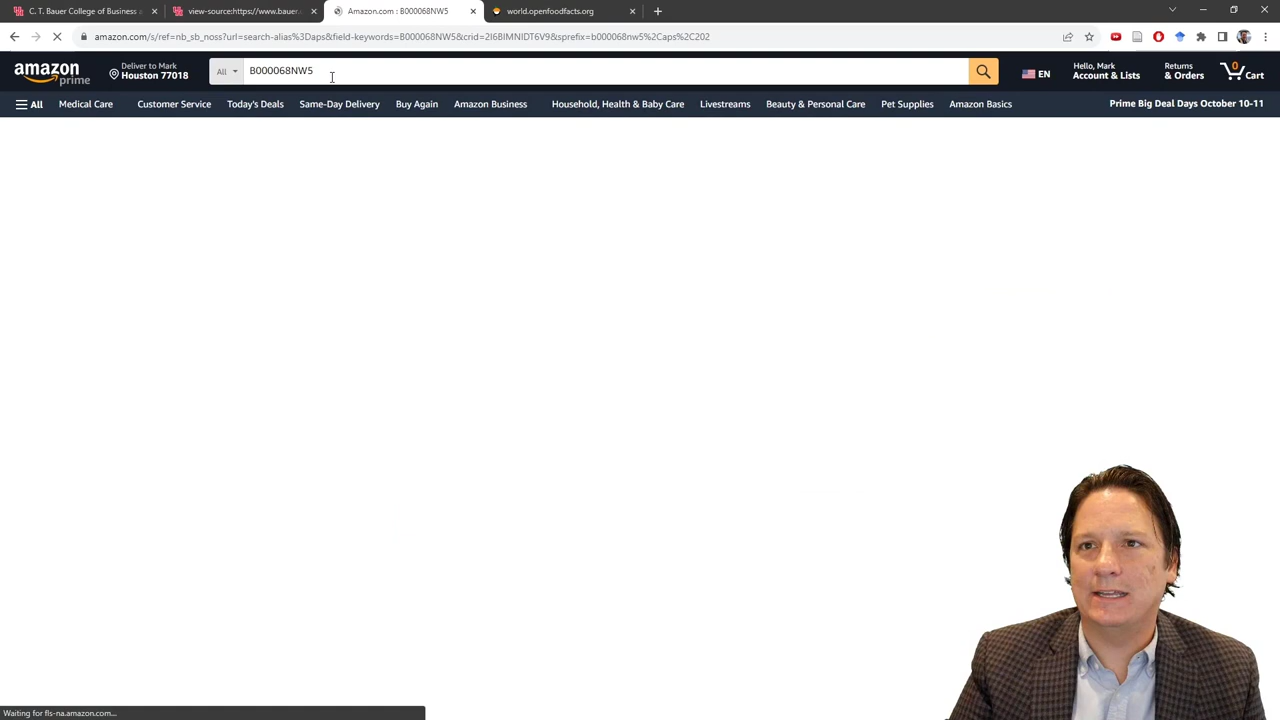 C. T. Bauer College of Business
view-source:https://www.bauer.u
Amazon.com : B000068NW5
world.openfoodfacts.org
amazon.com/s/ref=nb_sb_noss?url=search-alias%3Daps&field-keywords=B000068NW5&crid=2I6BIMNIDT6V9&sprefix=b000068nw5%2Caps%2C202
amazon
prime
Deliver to Mark
Houston 77018
All
B000068NW5
EN
Hello, Mark
Account & Lists
Returns
& Orders
0
Cart
All
Medical Care
Customer Service
Today's Deals
Same-Day Delivery
Buy Again
Amazon Business
Household, Health & Baby Care
Livestreams
Beauty & Personal Care
Pet Supplies
Amazon Basics
Prime Big Deal Days October 10-11
Waiting for fls-na.amazon.com...